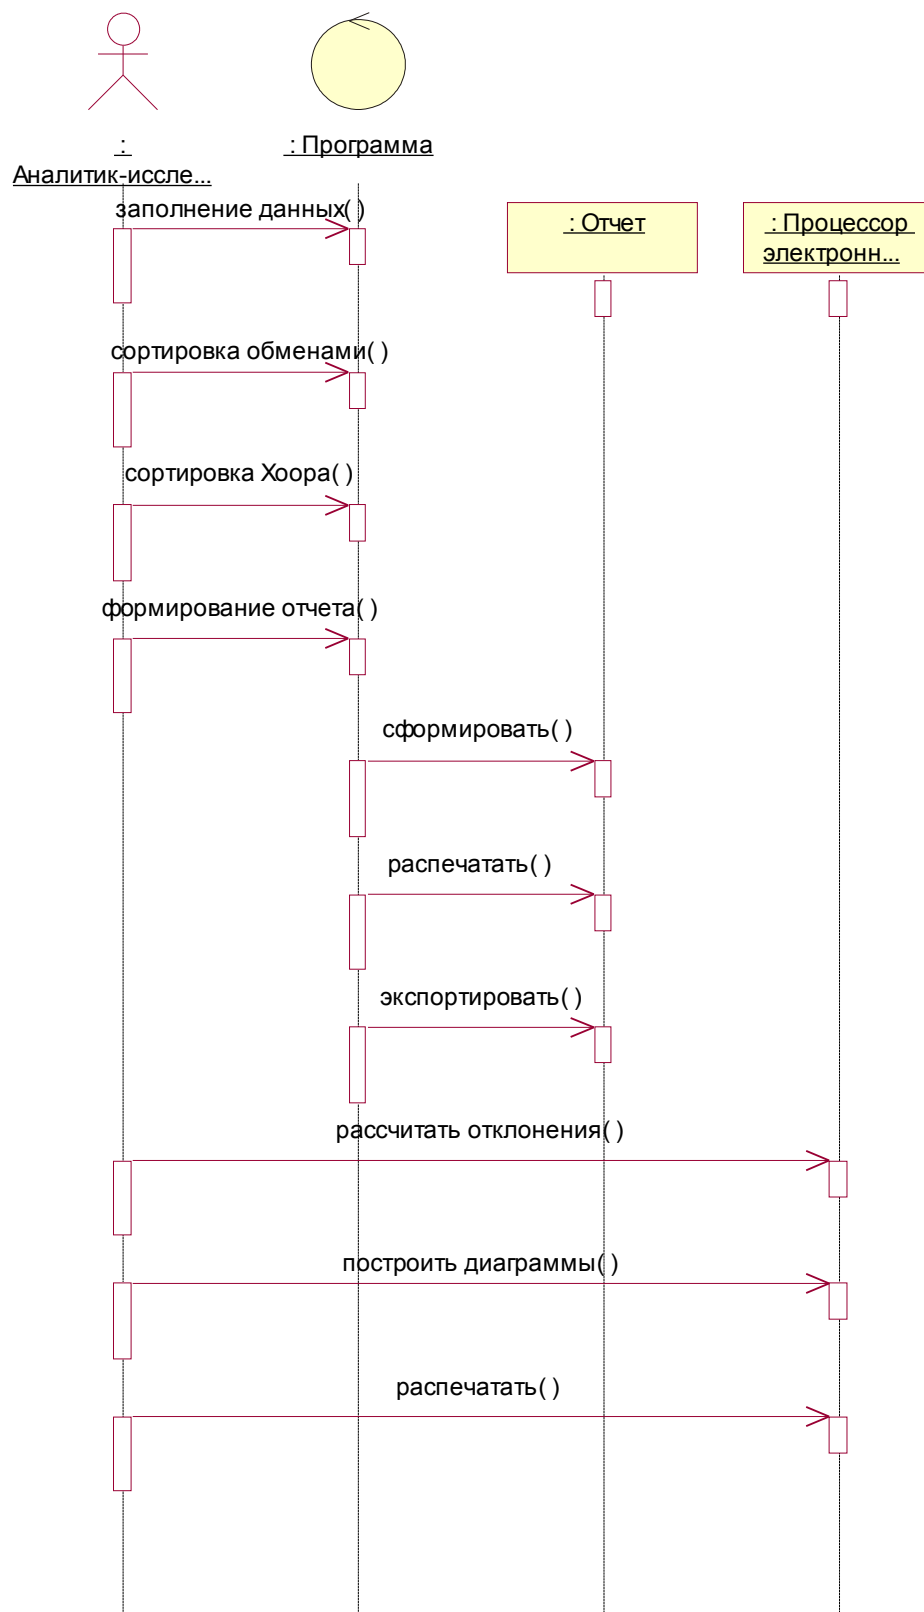 :
Аналитик-иссле...
: Программа
: Отчет
: Процессор
электронн...
заполнение данных( )
сортировка обменами( )
сортировка Хоора( )
формирование отчета( )
сформировать( )
распечатать( )
экспортировать( )
рассчитать отклонения( )
построить диаграммы( )
распечатать( )